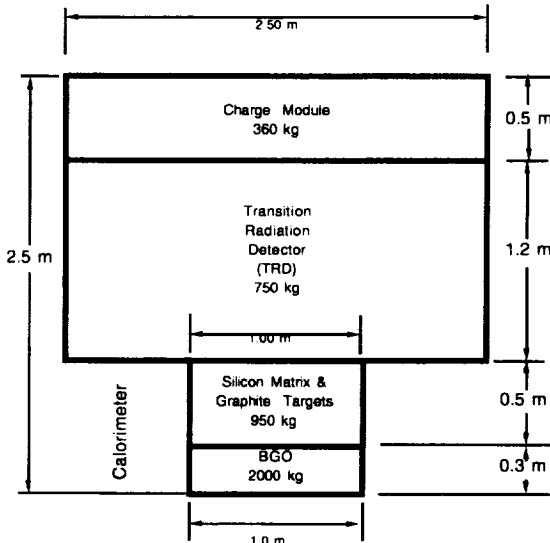 2.50 m
Charge Module
360 kg
0.5 m
Transition
Radiation
Detector
(TRD)
750 kg
2.5 m
1.2 m
1.00 m
Silicon Matrix &
Graphite Targets
950 kg
0.5 m
Calorimeter
BGO
2000 kg
0.3 m
1.0 m